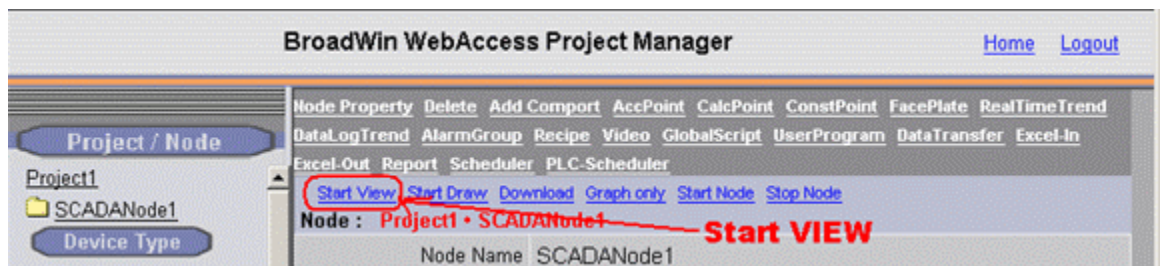 BroadWin WebAccess Project Manager
Home Logout
Node Property Delete Add Comport AccPoint CalcPoint ConstPoint FacePlate RealTimeTrend
DataLogTrend AlarmGroup Recipe Video GlobalScript UserProgram DataTransfer Excel-In
Excel-Out Report Scheduler PLC-Scheduler
Project / Node
Project1
SCADANode1
Device Type
Start View Start Draw Download Graph only Start Node Stop Node
Node : Project1 • SCADANode1
Start VIEW
Node Name SCADANode1